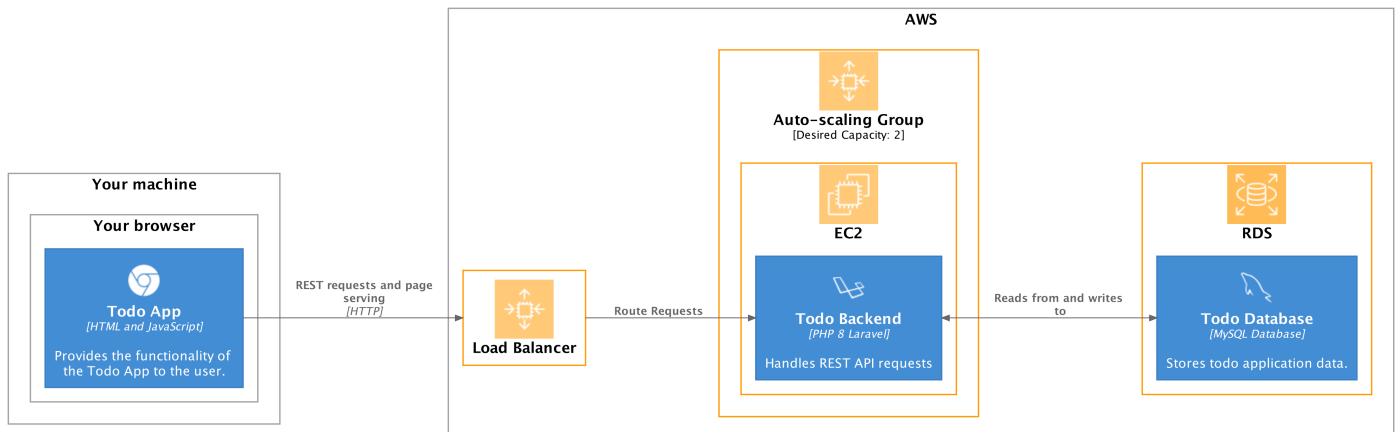 AWS
Auto-scaling Group
[Desired Capacity: 2]
Your machine
Your browser
Todo App
[HTML and JavaScript]
Provides the functionality of
the Todo App to the user.
REST requests and page
serving
[HTTP]
Load Balancer
Route Requests
EC2
Todo Backend
[PHP 8 Laravel]
Handles REST API requests
Reads from and writes
to
RDS
Todo Database
[MySQL Database]
Stores todo application data.